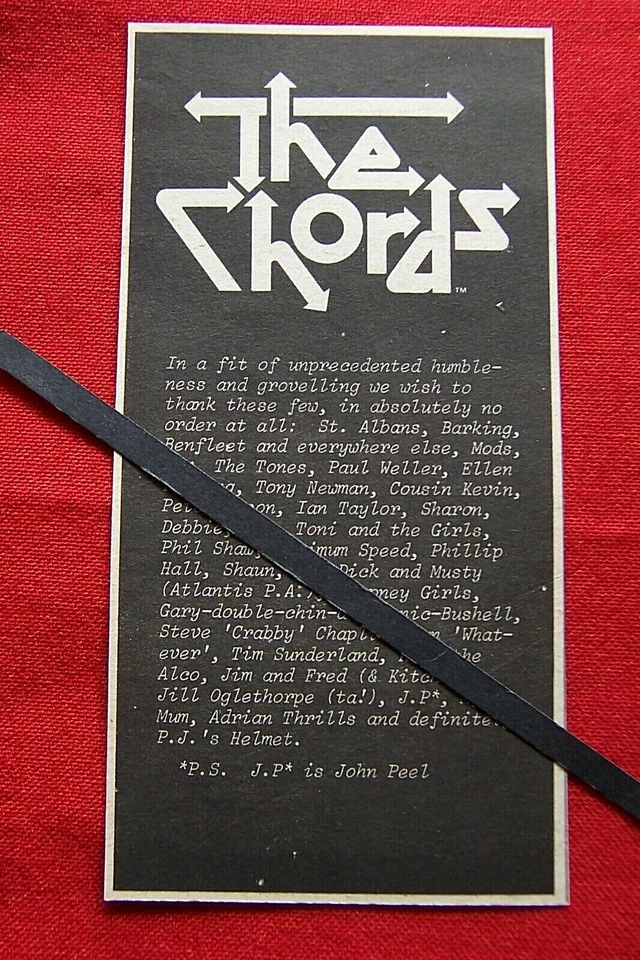 The
Chords
™
In a fit of unprecedented humble-
ness and grovelling we wish to
thank these few, in absolutely no
order at all: St. Albans, Barking,
Benfleet and everywhere else, Mods,
The Tones, Paul Weller, Ellen
Tony Newman, Cousin Kevin,
Ian Taylor, Sharon,
Debbie, Toni and the Girls,
Phil Shaw, Speed, Phillip
Hall, Shaun, Dick and Musty
(Atlantis P.A.), Girls,
Gary-double-chin- Bushell,
Steve 'Crabby' 'What-
ever', Tim Sunderland, the
Alco, Jim and Fred (&
Jill Oglethorpe (ta!), J.P*,
Mum, Adrian Thrills and
P.J.'s Helmet.
*P.S. J.P* is John Peel